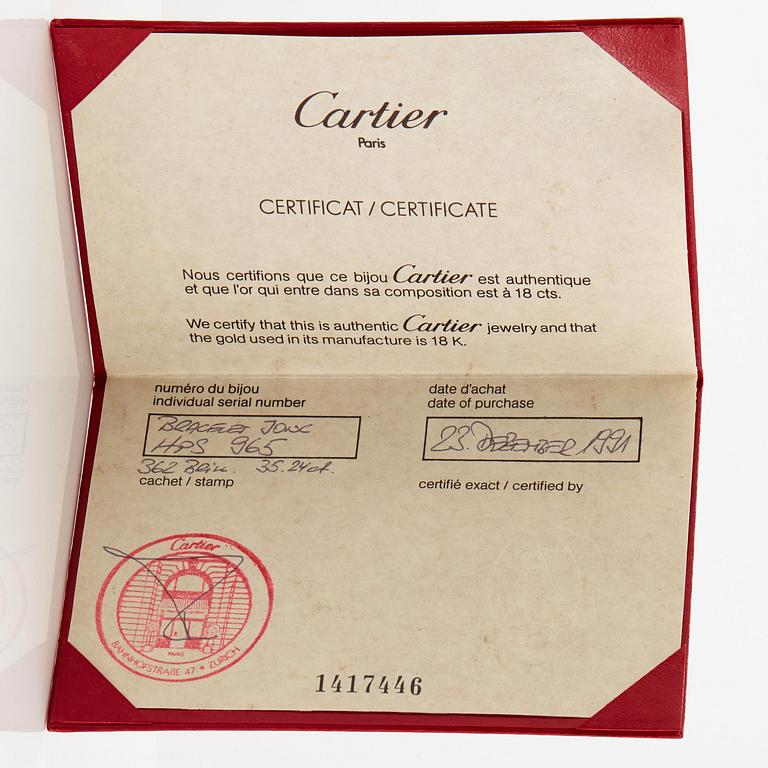 Cartier
Paris
CERTIFICAT / CERTIFICATE
Nous certifions que ce bijou Cartier est authentique
et que l'or qui entre dans sa composition est à 18 cts.
We certify that this is authentic Cartier jewelry and that
the gold used in its manufacture is 18 K.
numéro du bijou
individual serial number
date d'achat
date of purchase
BRACELET JONC
HPS 965
23. DEZEMBER 1991
362 Brill. 35.24ct.
cachet / stamp
certifié exact / certified by
Cartier
PARIS
BAHNHOFSTRAßE 47 • ZURICH
1417446